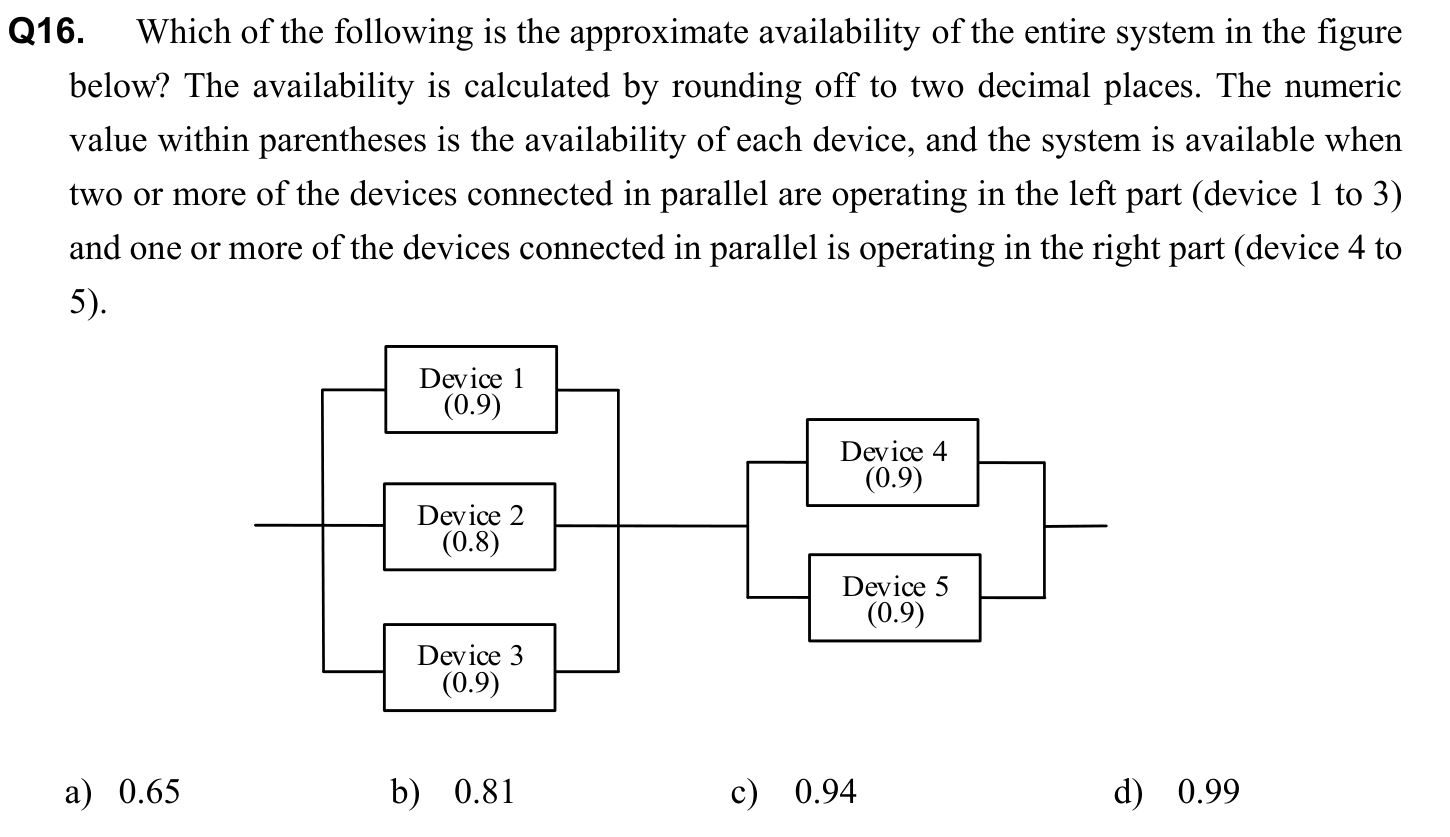 Q16. Which of the following is the approximate availability of the entire system in the figure
below? The availability is calculated by rounding off to two decimal places. The numeric
value within parentheses is the availability of each device, and the system is available when
two or more of the devices connected in parallel are operating in the left part (device 1 to 3)
and one or more of the devices connected in parallel is operating in the right part (device 4 to
5).
Device 1
(0.9)
Device 2
(0.8)
Device 3
(0.9)
Device 4
(0.9)
Device 5
(0.9)
a) 0.65 b) 0.81 c) 0.94 d) 0.99